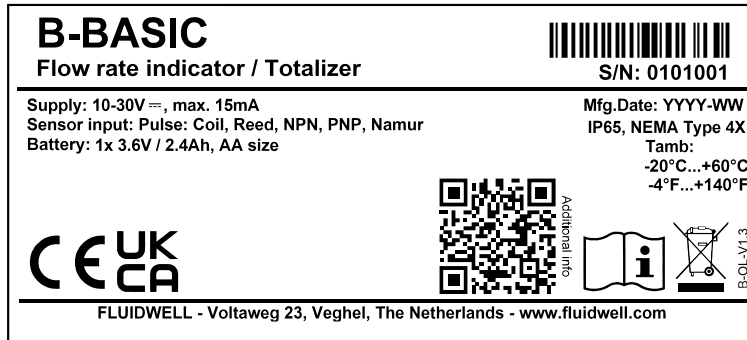 B-BASIC
Flow rate indicator / Totalizer
S/N: 0101001
Supply: 10-30V ⎓, max. 15mA
Sensor input: Pulse: Coil, Reed, NPN, PNP, Namur
Battery: 1x 3.6V / 2.4Ah, AA size
Mfg.Date: YYYY-WW
IP65, NEMA Type 4X
Tamb:
-20°C...+60°C
-4°F...+140°F
Additional info
CE UK
CA
i
B-OL-V1.3
FLUIDWELL - Voltaweg 23, Veghel, The Netherlands - www.fluidwell.com